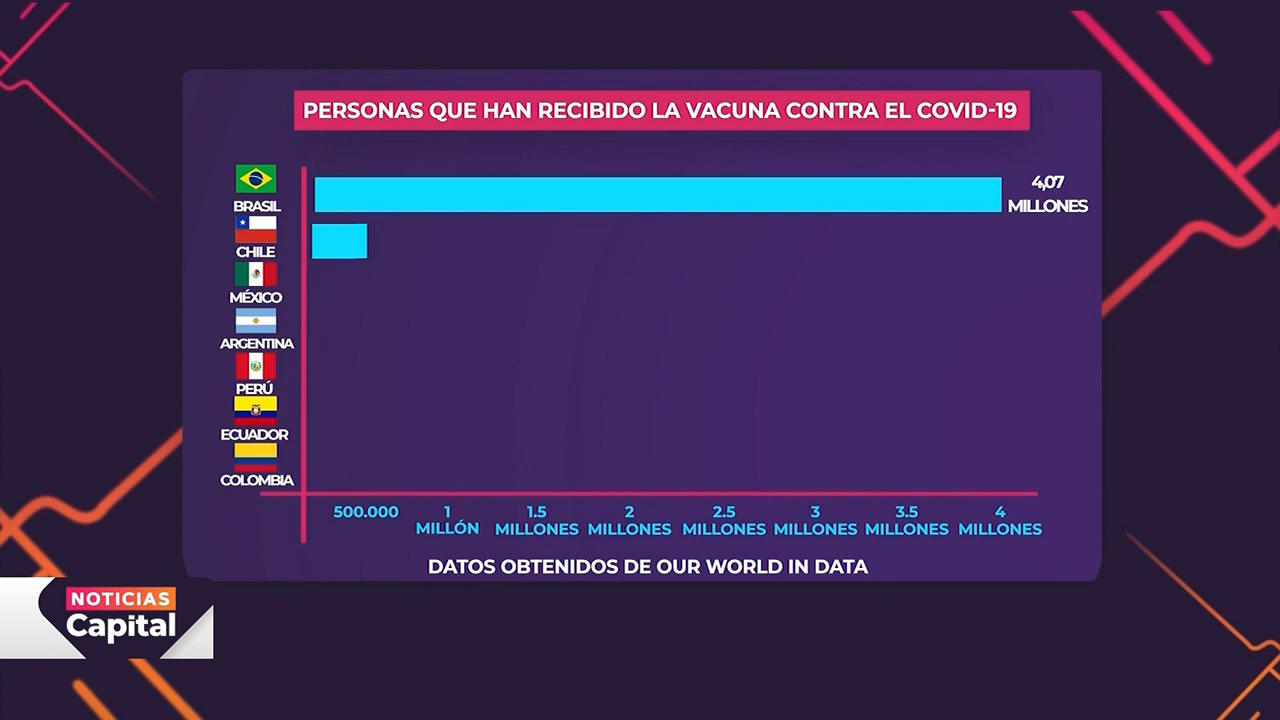 PERSONAS QUE HAN RECIBIDO LA VACUNA CONTRA EL COVID-19
BRASIL
4,07
MILLONES
CHILE
MÉXICO
ARGENTINA
PERÚ
ECUADOR
COLOMBIA
500.000
1
MILLÓN
1.5
MILLONES
2
MILLONES
2.5
MILLONES
3
MILLONES
3.5
MILLONES
4
MILLONES
DATOS OBTENIDOS DE OUR WORLD IN DATA
NOTICIAS
Capital